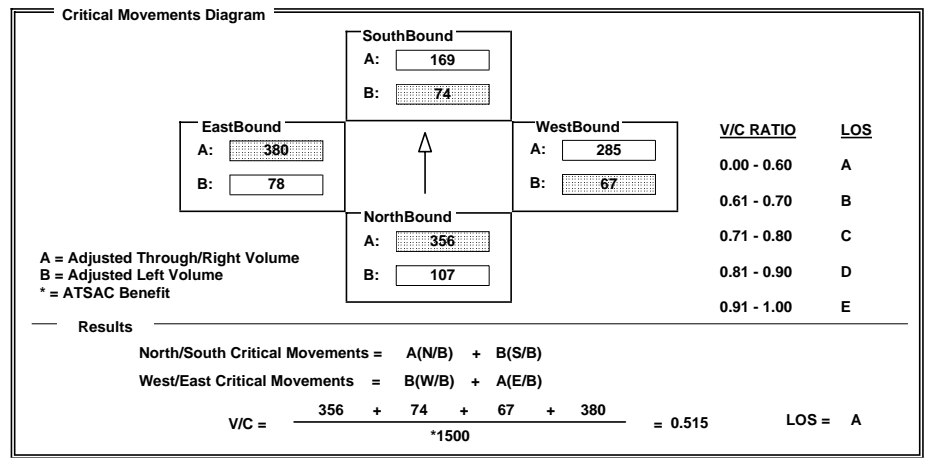 Critical Movements Diagram
SouthBound
A: 169
B: 74
EastBound
A: 380
B: 78
WestBound
A: 285
B: 67
NorthBound
A: 356
B: 107
V/C RATIO LOS
0.00 - 0.60 A
0.61 - 0.70 B
0.71 - 0.80 C
0.81 - 0.90 D
0.91 - 1.00 E
A = Adjusted Through/Right Volume
B = Adjusted Left Volume
* = ATSAC Benefit
Results
North/South Critical Movements = A(N/B) + B(S/B)
West/East Critical Movements = B(W/B) + A(E/B)
V/C = 356 + 74 + 67 + 380 = 0.515 LOS = A
*1500